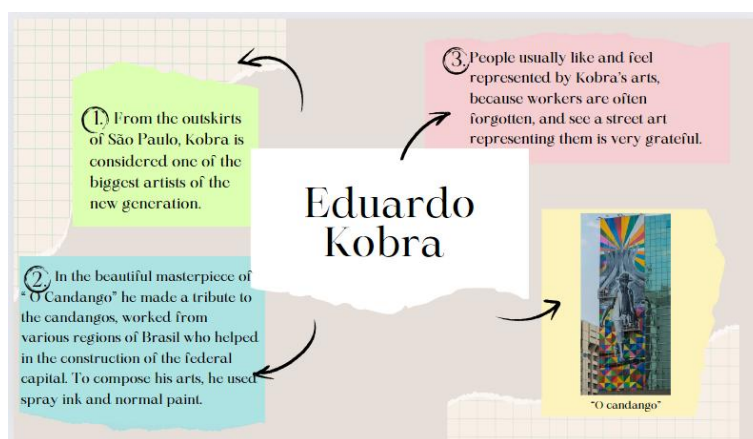 1. From the outskirts
of São Paulo, Kobra is
considered one of the
biggest artists of the
new generation.
2. In the beautiful masterpiece of
“ O Candango” he made a tribute to
the candangos, worked from
various regions of Brasil who helped
in the construction of the federal
capital. To compose his arts, he used
spray ink and normal paint.
Eduardo
Kobra
3. People usually like and feel
represented by Kobra’s arts,
because workers are often
forgotten, and see a street art
representing them is very grateful.
“O candango”